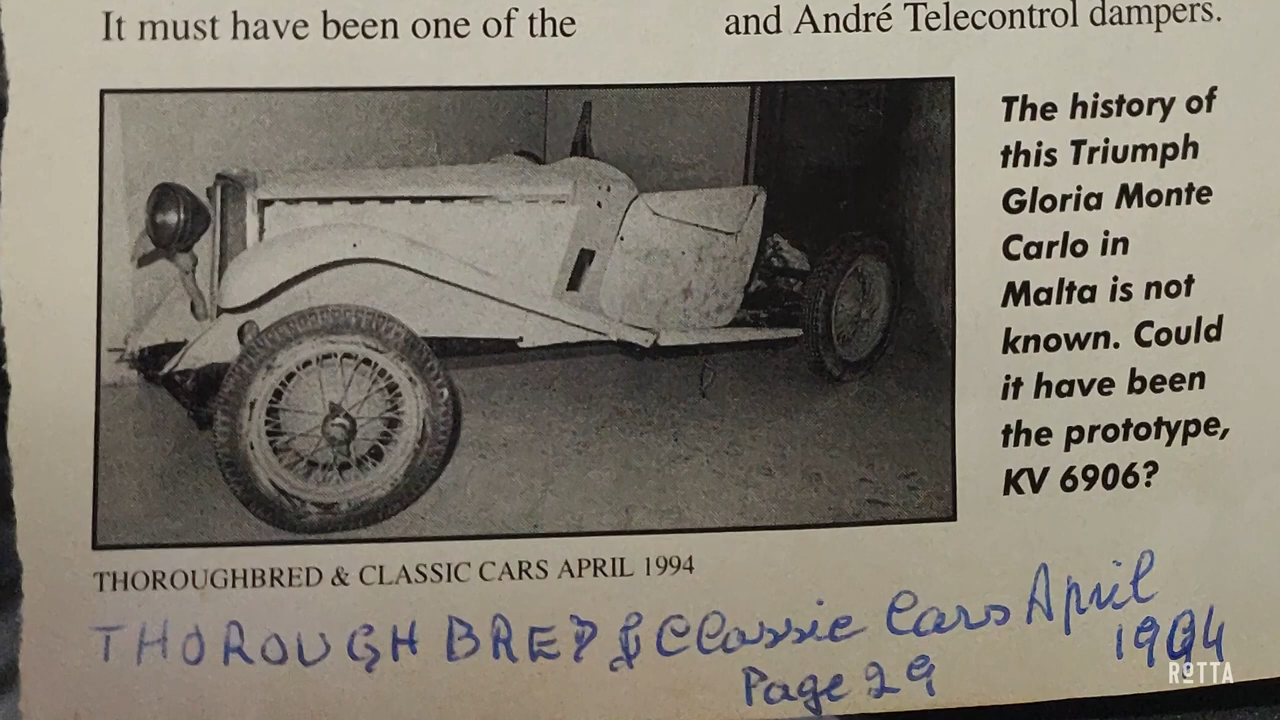 It must have been one of the
and André Telecontrol dampers.
The history of
this Triumph
Gloria Monte
Carlo in
Malta is not
known. Could
it have been
the prototype,
KV 6906?
THOROUGHBRED & CLASSIC CARS APRIL 1994
THOROUGHBRED & Classic Cars April
1994
Page 29
ROTTA